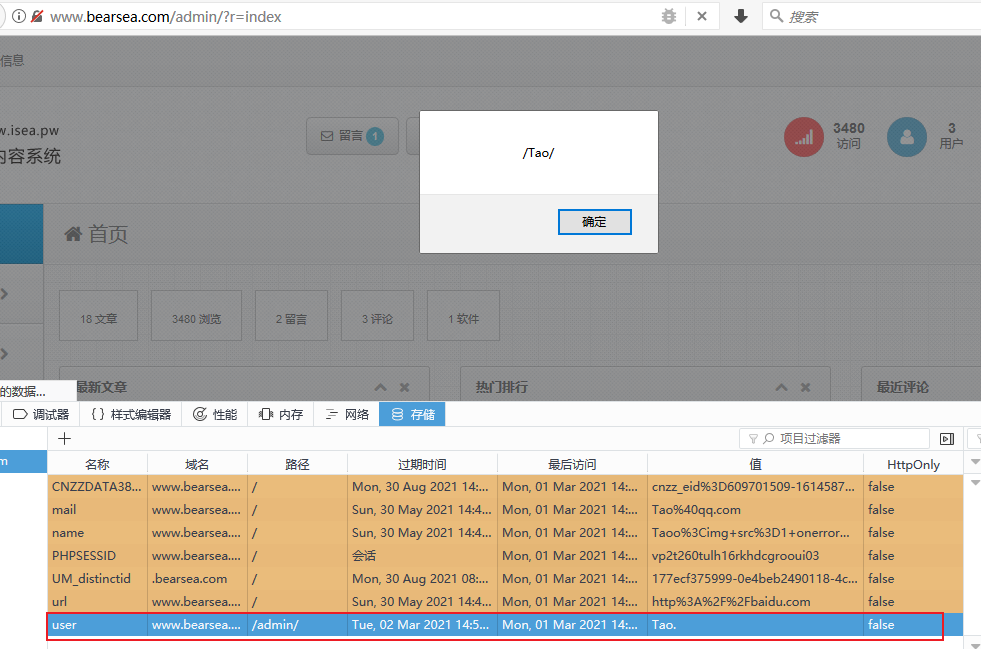 www.bearsea.com/admin/?r=index
搜索
信息
w.isea.pw
内容系统
留言 1
/Tao/
确定
3480
访问
3
用户
首页
18 文章
3480 浏览
2 留言
3 评论
1 软件
最新文章
热门排行
最近评论
的数据...
调试器
{ } 样式编辑器
性能
内存
网络
存储
+
项目过滤器
m
名称 域名 路径 过期时间 最后访问 值 HttpOnly
CNZZDATA38... www.bearsea.... / Mon, 30 Aug 2021 14:... Mon, 01 Mar 2021 14:... cnzz_eid%3D609701509-1614587... false
mail www.bearsea.... / Sun, 30 May 2021 14:4... Mon, 01 Mar 2021 14:... Tao%40qq.com false
name www.bearsea.... / Sun, 30 May 2021 14:4... Mon, 01 Mar 2021 14:... Taoo%3Cimg+src%3D1+onerror... false
PHPSESSID www.bearsea.... / 会话 Mon, 01 Mar 2021 14:... vp2t260tulh16rkhdcgrooui03 false
UM_distinctid .bearsea.com / Mon, 30 Aug 2021 08:... Mon, 01 Mar 2021 14:... 177ecf375999-0e4beb2490118-4c... false
url www.bearsea.... / Sun, 30 May 2021 14:4... Mon, 01 Mar 2021 14:... http%3A%2F%2Fbaidu.com false
user www.bearsea.... /admin/ Tue, 02 Mar 2021 14:5... Mon, 01 Mar 2021 14:... Tao. false